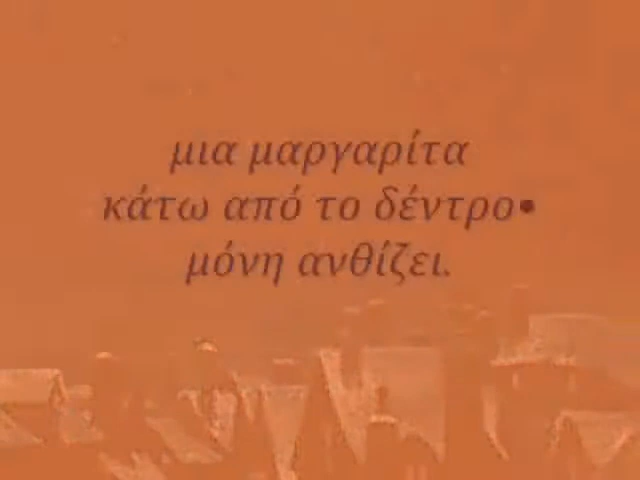 μια μαργαρίτα
κάτω από το δέντρο•
μόνη ανθίζει.